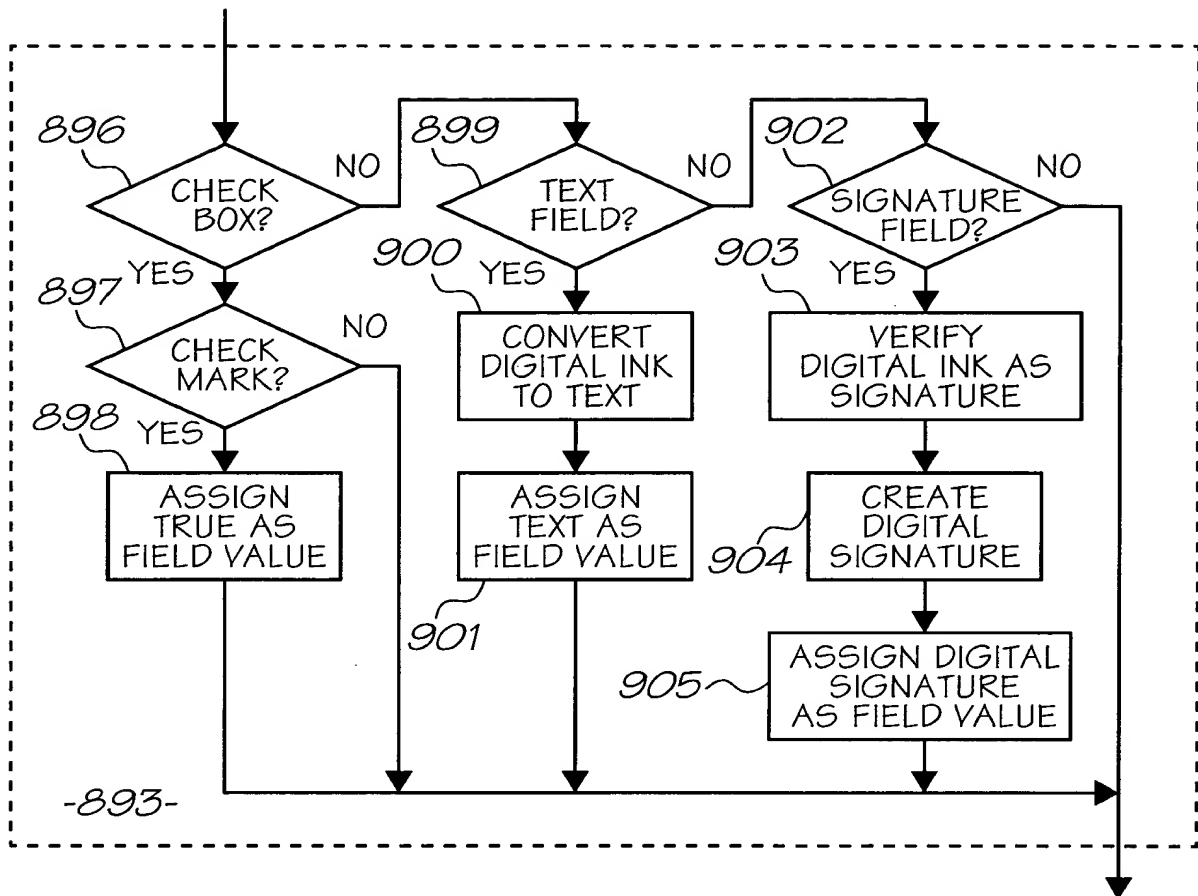 896
CHECK
BOX?
NO
YES
897
CHECK
MARK?
NO
YES
898
ASSIGN
TRUE AS
FIELD VALUE
899
TEXT
FIELD?
NO
YES
900
CONVERT
DIGITAL INK
TO TEXT
ASSIGN
TEXT AS
FIELD VALUE
901
902
SIGNATURE
FIELD?
NO
YES
903
VERIFY
DIGITAL INK AS
SIGNATURE
CREATE
DIGITAL
SIGNATURE
904
ASSIGN DIGITAL
SIGNATURE
AS FIELD VALUE
905
-893-